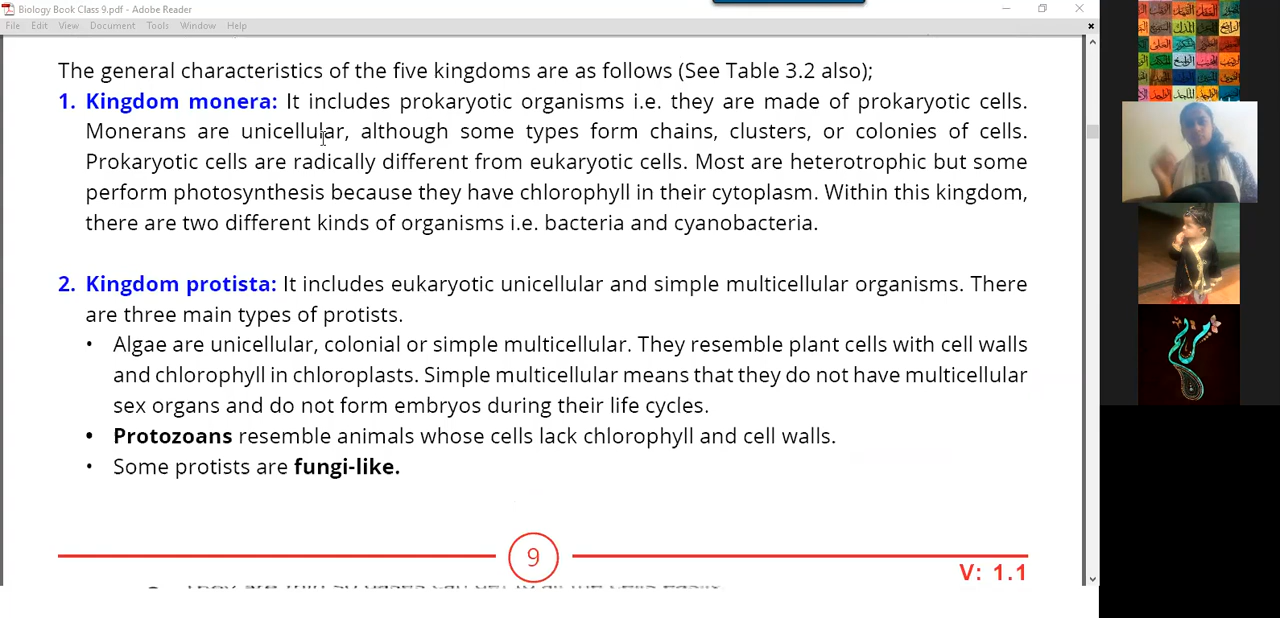 Biology Book Class 9.pdf - Adobe Reader
File Edit View Document Tools Window Help
The general characteristics of the five kingdoms are as follows (See Table 3.2 also);
1. Kingdom monera: It includes prokaryotic organisms i.e. they are made of prokaryotic cells.
Monerans are unicellular, although some types form chains, clusters, or colonies of cells.
Prokaryotic cells are radically different from eukaryotic cells. Most are heterotrophic but some
perform photosynthesis because they have chlorophyll in their cytoplasm. Within this kingdom,
there are two different kinds of organisms i.e. bacteria and cyanobacteria.
2. Kingdom protista: It includes eukaryotic unicellular and simple multicellular organisms. There
are three main types of protists.
• Algae are unicellular, colonial or simple multicellular. They resemble plant cells with cell walls
and chlorophyll in chloroplasts. Simple multicellular means that they do not have multicellular
sex organs and do not form embryos during their life cycles.
• Protozoans resemble animals whose cells lack chlorophyll and cell walls.
• Some protists are fungi-like.
9
V: 1.1